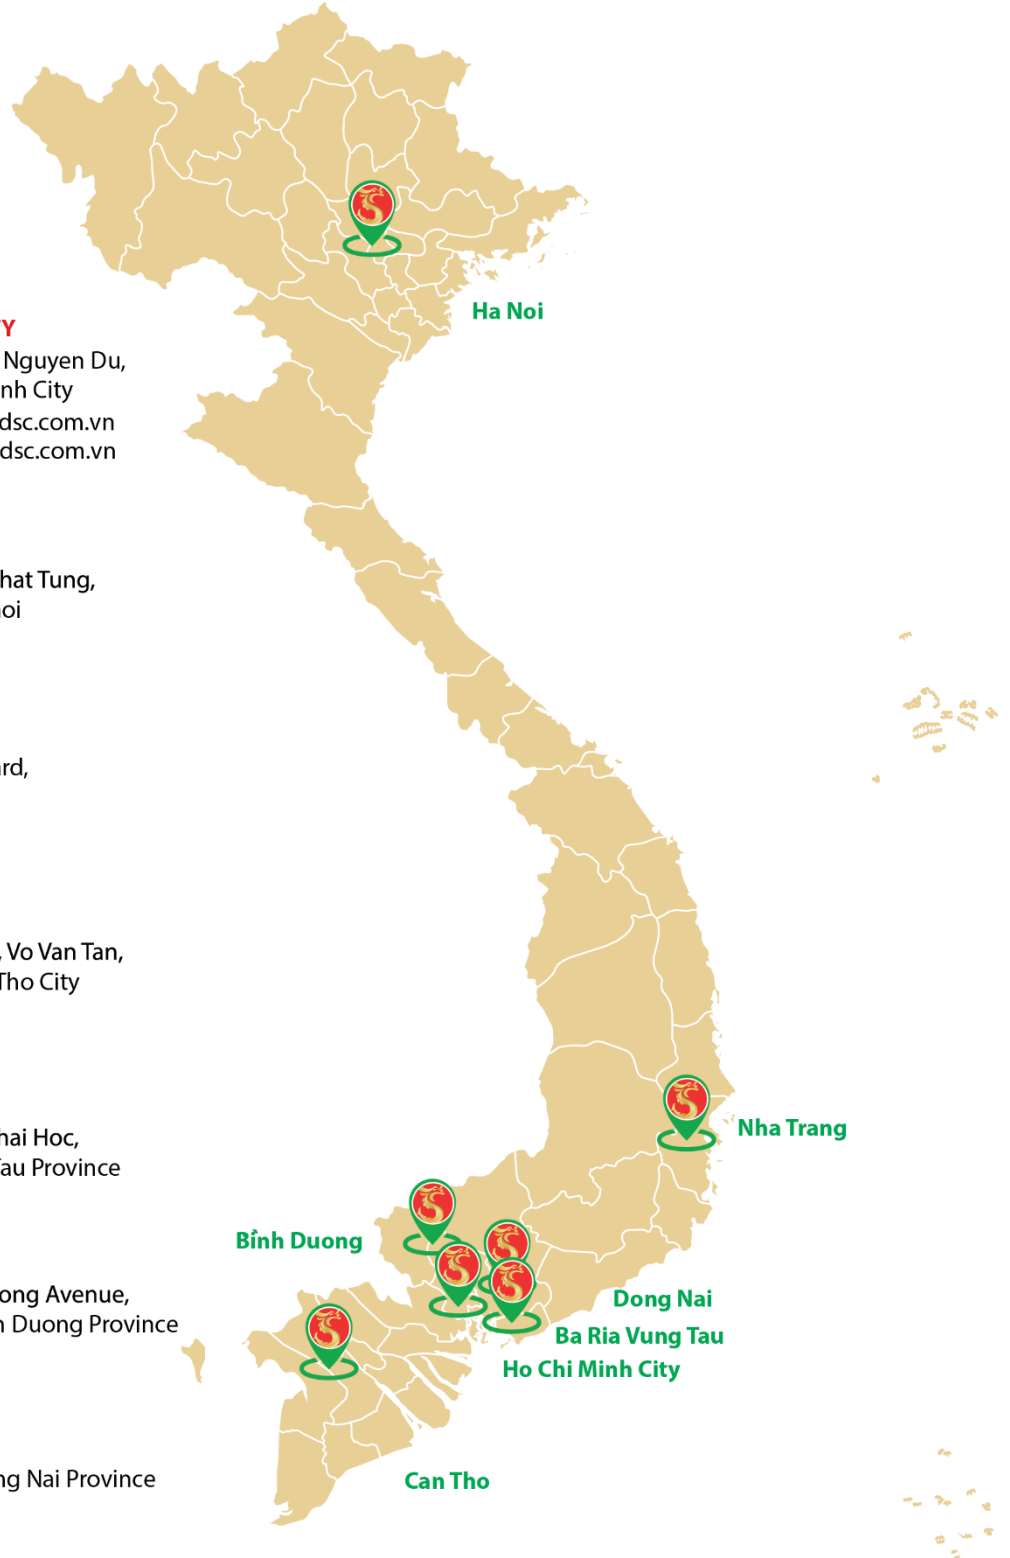 TY
Nguyen Du,
nh City
dsc.com.vn
dsc.com.vn
hat Tung,
oi
rd,
, Vo Van Tan,
Tho City
hai Hoc,
Tau Province
ong Avenue,
n Duong Province
ng Nai Province
Ha Noi
Nha Trang
Bỉnh Duong
Dong Nai
Ba Ria Vung Tau
Ho Chi Minh City
Can Tho